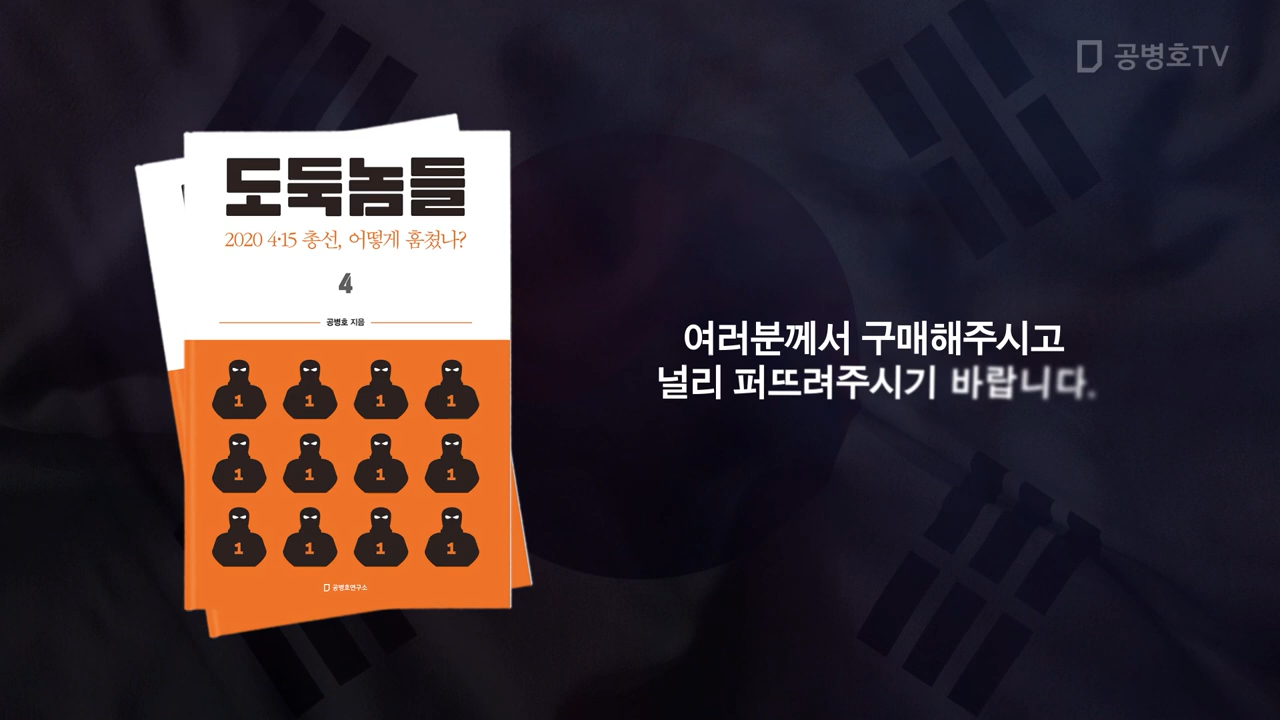 공병호TV
도둑놈들
2020 4·15 총선, 어떻게 훔쳤나?
4
공병호 지음
1 1 1 1
1 1 1 1
1 1 1 1
공병호연구소
여러분께서 구매해주시고
널리 퍼뜨려주시기 바랍니다.